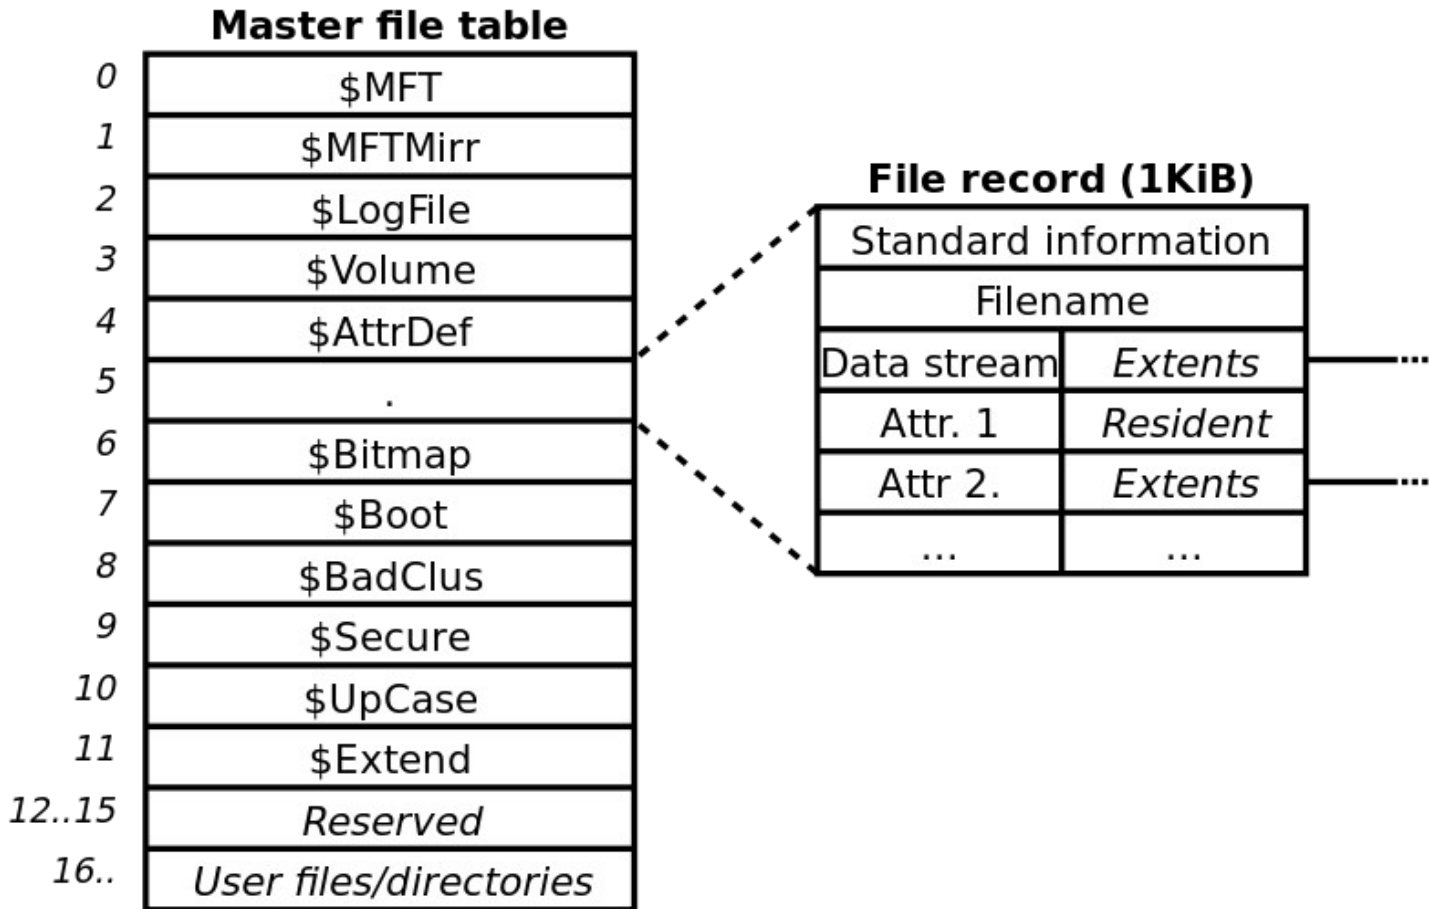 Master file table
0 $MFT
1 $MFTMirr
2 $LogFile
3 $Volume
4 $AttrDef
5 .
6 $Bitmap
7 $Boot
8 $BadClus
9 $Secure
10 $UpCase
11 $Extend
12..15 Reserved
16.. User files/directories
File record (1KiB)
Standard information
Filename
Data stream Extents
Attr. 1 Resident
Attr 2. Extents
... ...